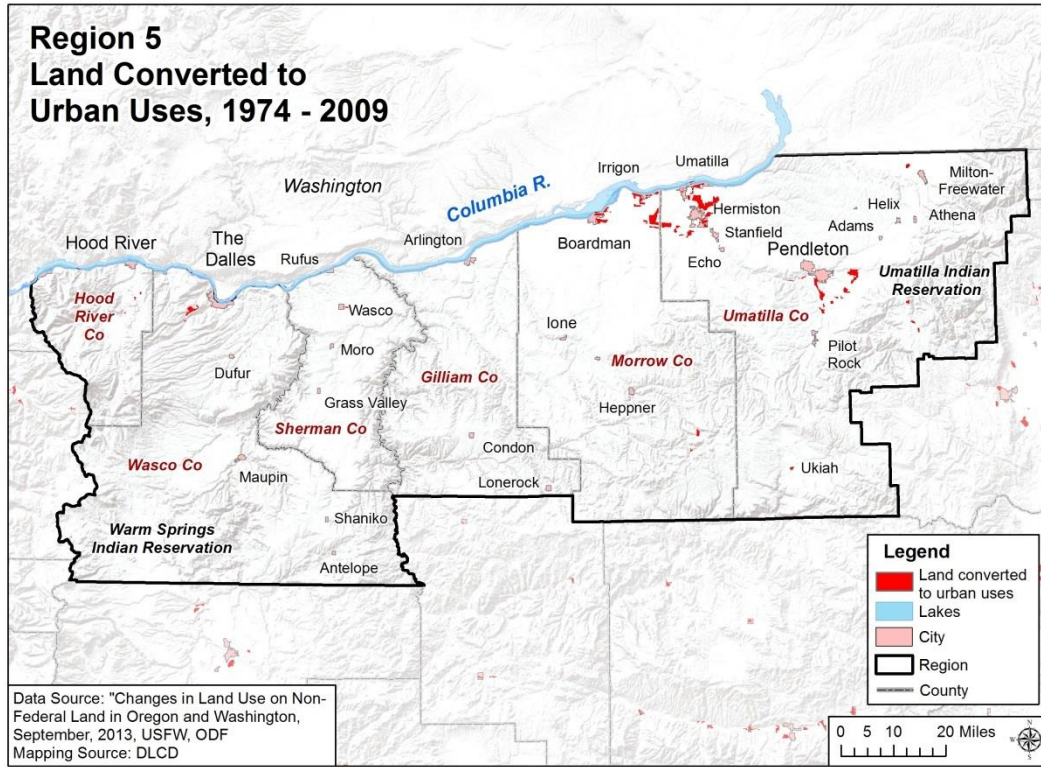 Region 5
Land Converted to
Urban Uses, 1974 - 2009
Washington
Columbia R.
Irrigon
Umatilla
Milton-
Freewater
Helix
Athena
Adams
Hermiston
Stanfield
Echo
Boardman
Pendleton
Umatilla Indian
Reservation
Hood River
The
Dalles
Rufus
Arlington
Hood
River
Co
Wasco
Moro
Ione
Umatilla Co
Pilot
Rock
Dufur
Gilliam Co
Morrow Co
Grass Valley
Sherman Co
Heppner
Wasco Co
Maupin
Condon
Lonerock
Ukiah
Warm Springs
Indian Reservation
Shaniko
Antelope
Legend
Land converted
to urban uses
Lakes
City
Region
County
Data Source: "Changes in Land Use on Non-
Federal Land in Oregon and Washington,
September, 2013, USFW, ODF
Mapping Source: DLCD
0 5 10 20 Miles
N
W E
S